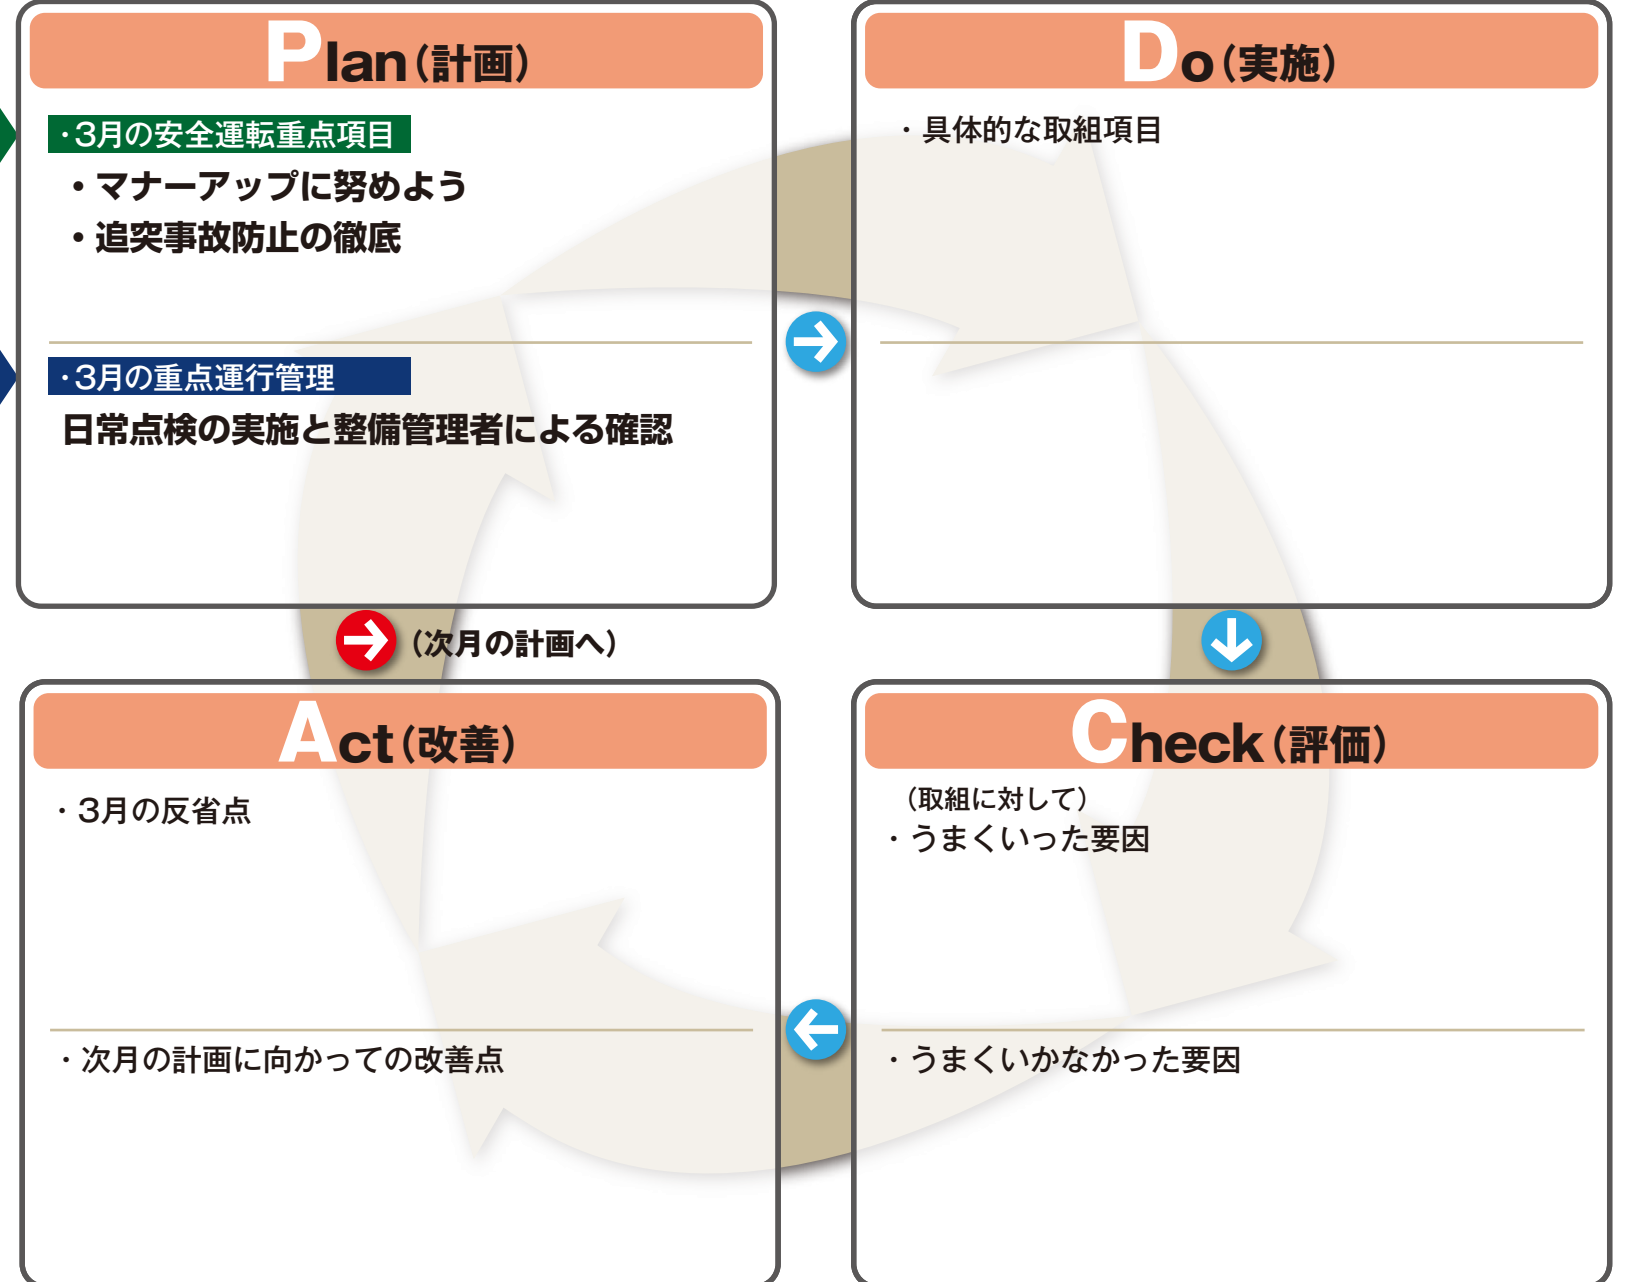 Plan（計画）
・3月の安全運転重点項目
・マナーアップに努めよう
・追突事故防止の徹底
・3月の重点運行管理
日常点検の実施と整備管理者による確認
Do（実施）
・具体的な取組項目
（次月の計画へ）
Act（改善）
・3月の反省点
・次月の計画に向かっての改善点
Check（評価）
（取組に対して）
・うまくいった要因
・うまくいかなかった要因